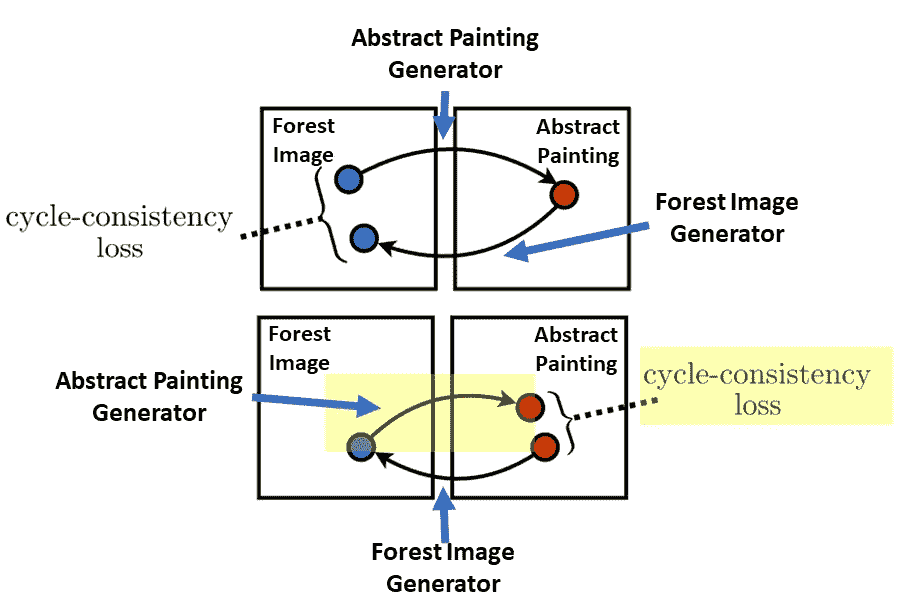 Abstract Painting
Generator
Forest
Image
Abstract
Painting
cycle-consistency
loss
Forest Image
Generator
Forest
Image
Abstract
Painting
Abstract Painting
Generator
cycle-consistency
loss
Forest Image
Generator